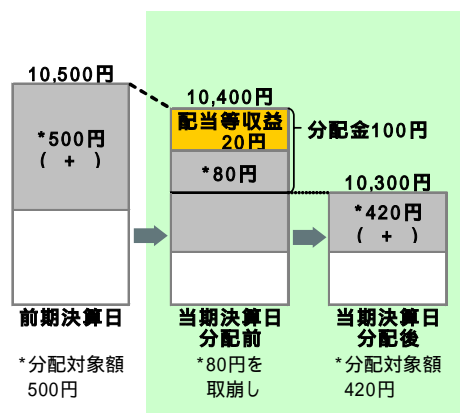 10,500円
*500円
( + )
前期決算日
*分配対象額
500円
10,400円
配当等収益
20円
*80円
分配金100円
当期決算日
分配前
*80円を
取崩し
10,300円
*420円
( + )
当期決算日
分配後
*分配対象額
420円